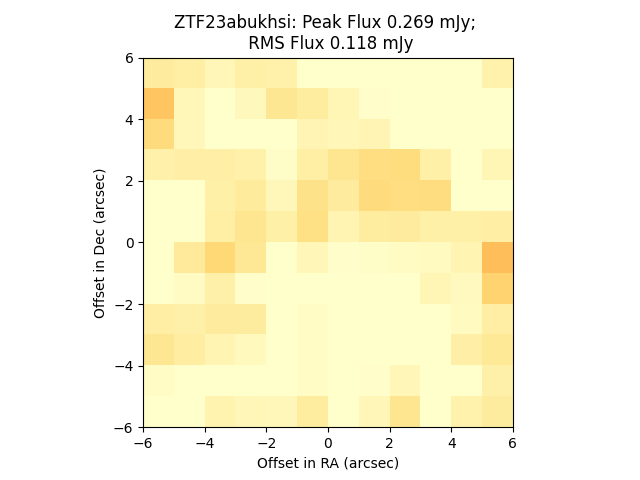 ZTF23abukhsi: Peak Flux 0.269 mJy;
RMS Flux 0.118 mJy
6
4
2
0
−2
−4
−6
Offset in Dec (arcsec)
−6 −4 −2 0 2 4 6
Offset in RA (arcsec)